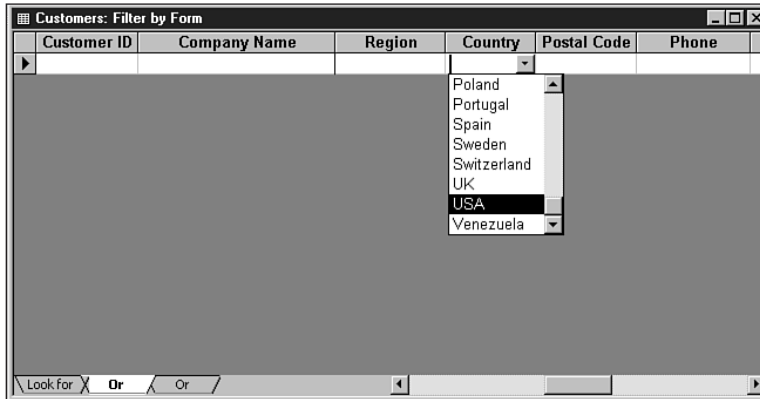 Customers: Filter by Form
Customer ID Company Name Region Country Postal Code Phone
Poland
Portugal
Spain
Sweden
Switzerland
UK
USA
Venezuela
Look for Or Or